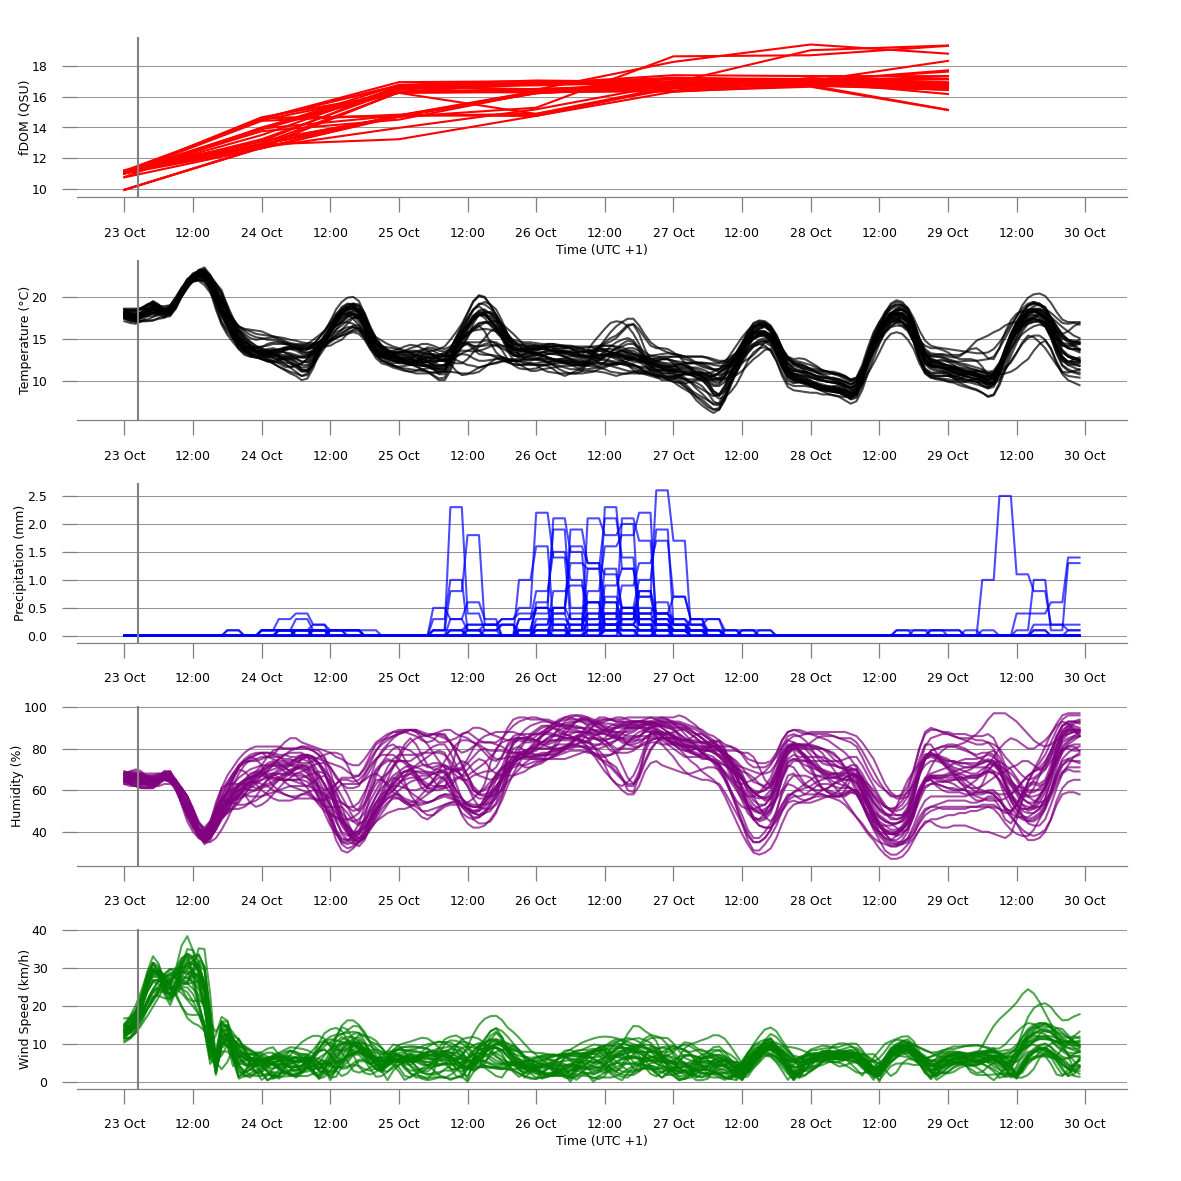 fDOM (QSU)
18
16
14
12
10
23 Oct 12:00 24 Oct 12:00 25 Oct 12:00 26 Oct 12:00 27 Oct 12:00 28 Oct 12:00 29 Oct 12:00 30 Oct
Time (UTC +1)
Temperature (°C)
20
15
10
23 Oct 12:00 24 Oct 12:00 25 Oct 12:00 26 Oct 12:00 27 Oct 12:00 28 Oct 12:00 29 Oct 12:00 30 Oct
Precipitation (mm)
2.5
2.0
1.5
1.0
0.5
0.0
23 Oct 12:00 24 Oct 12:00 25 Oct 12:00 26 Oct 12:00 27 Oct 12:00 28 Oct 12:00 29 Oct 12:00 30 Oct
Humidity (%)
100
80
60
40
23 Oct 12:00 24 Oct 12:00 25 Oct 12:00 26 Oct 12:00 27 Oct 12:00 28 Oct 12:00 29 Oct 12:00 30 Oct
Wind Speed (km/h)
40
30
20
10
0
23 Oct 12:00 24 Oct 12:00 25 Oct 12:00 26 Oct 12:00 27 Oct 12:00 28 Oct 12:00 29 Oct 12:00 30 Oct
Time (UTC +1)